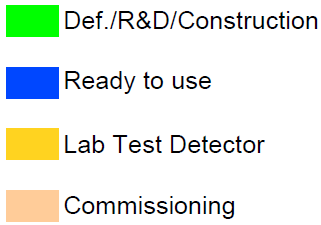 Def./R&D/Construction
Ready to use
Lab Test Detector
Commissioning